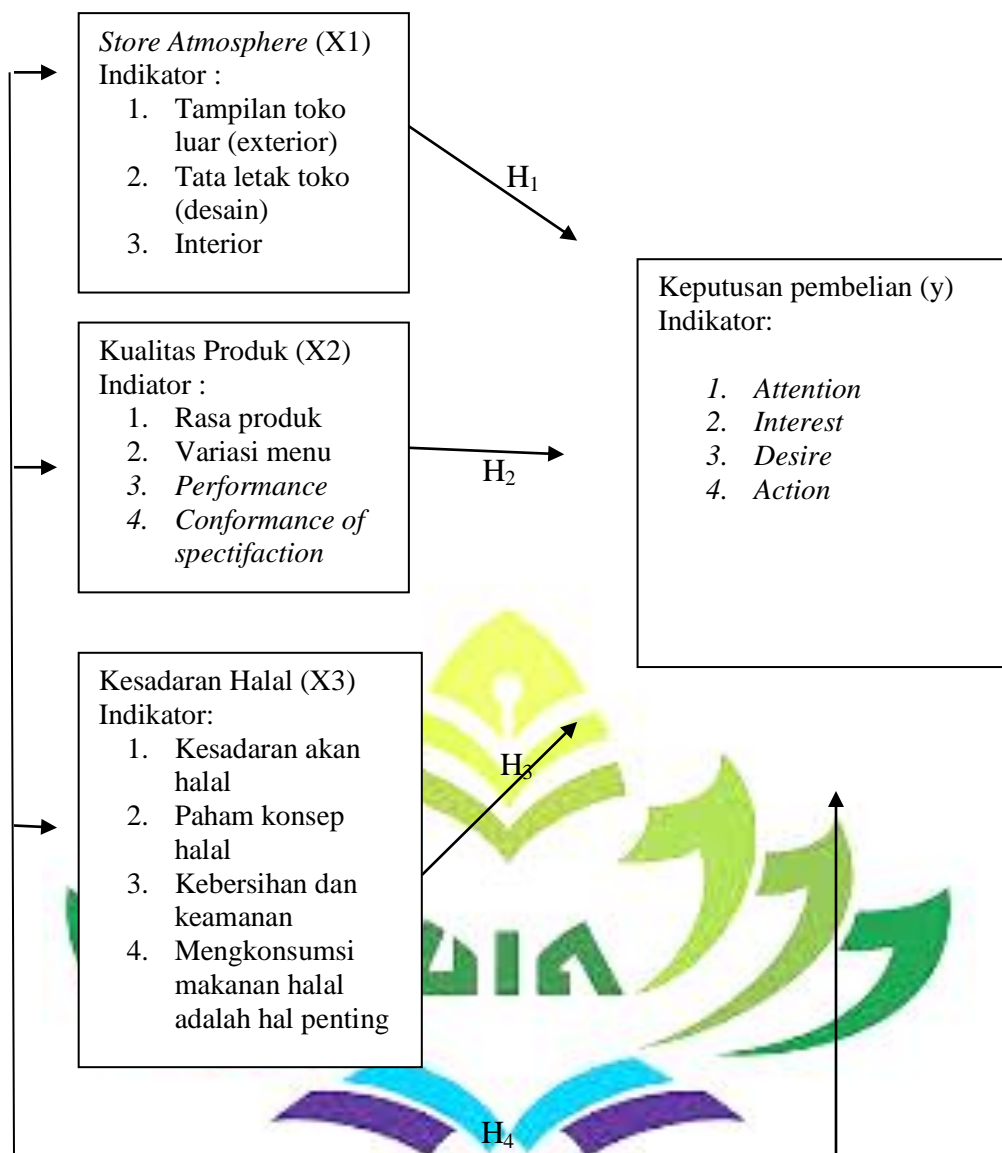 Store Atmosphere (X1)
Indikator :
1. Tampilan toko
luar (exterior)
2. Tata letak toko
(desain)
3. Interior
H₁
Keputusan pembelian (y)
Indikator:
1. Attention
2. Interest
3. Desire
4. Action
Kualitas Produk (X2)
Indiator :
1. Rasa produk
2. Variasi menu
3. Performance
4. Conformance of
spectifaction
H₂
Kesadaran Halal (X3)
Indikator:
1. Kesadaran akan
halal
2. Paham konsep
halal
3. Kebersihan dan
keamanan
4. Mengkonsumsi
makanan halal
adalah hal penting
H₃
H₄